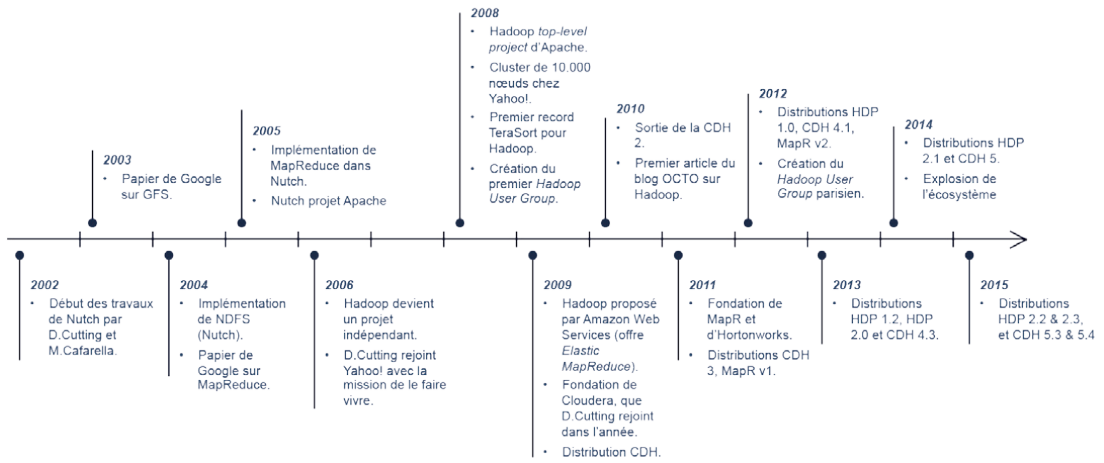 2008
• Hadoop top-level
project d'Apache.
• Cluster de 10.000
nœuds chez
Yahoo!.
• Premier record
TeraSort pour
Hadoop.
• Création du
premier Hadoop
User Group.
2012
• Distributions HDP
1.0, CDH 4.1,
MapR v2.
• Création du
Hadoop User
Group parisien.
2010
• Sortie de la CDH
2.
• Premier article du
blog OCTO sur
Hadoop.
2014
• Distributions HDP
2.1 et CDH 5.
• Explosion de
l'écosystème
2005
• Implémentation de
MapReduce dans
Nutch.
• Nutch projet Apache
2003
• Papier de Google
sur GFS.
2002
• Début des travaux
de Nutch par
D.Cutting et
M.Cafarella.
2004
• Implémentation
de NDFS
(Nutch).
• Papier de
Google sur
MapReduce.
2006
• Hadoop devient
un projet
indépendant.
• D.Cutting rejoint
Yahoo! avec la
mission de le faire
vivre.
2009
• Hadoop proposé
par Amazon Web
Services (offre
Elastic
MapReduce).
• Fondation de
Cloudera, que
D.Cutting rejoint
dans l'année.
• Distribution CDH.
2011
• Fondation de
MapR et
d'Hortonworks.
• Distributions CDH
3, MapR v1.
2013
• Distributions
HDP 1.2, HDP
2.0 et CDH 4.3.
2015
• Distributions
HDP 2.2 & 2.3,
et CDH 5.3 & 5.4